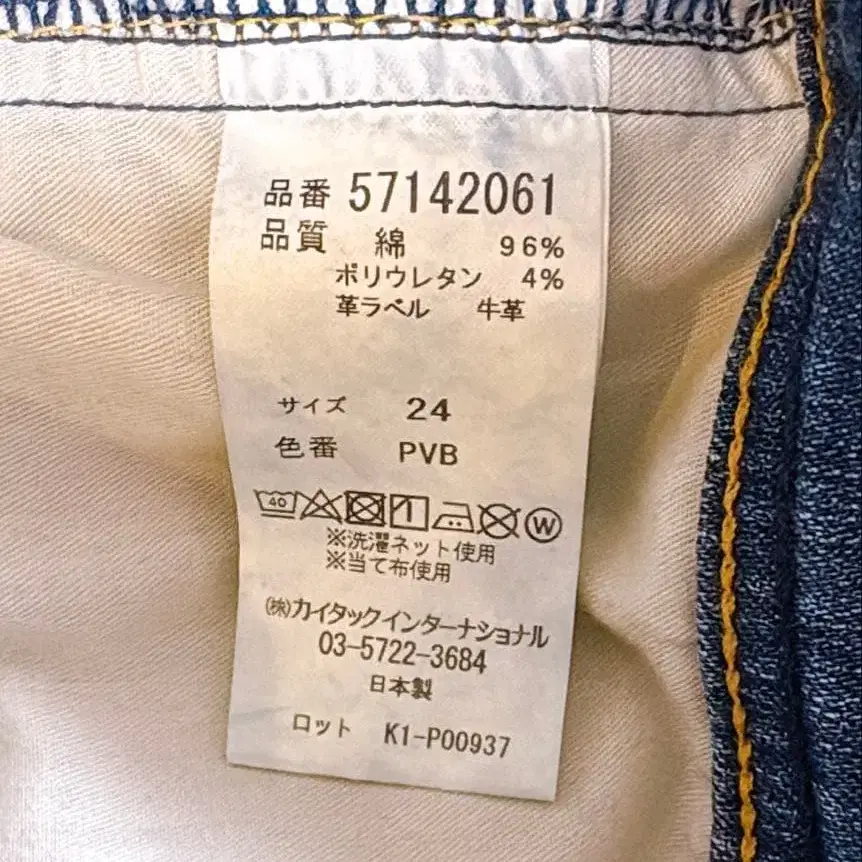 品番 57142061
品質 綿 96%
ポリウレタン 4%
革ラベル 牛革
サイズ 24
色番 PVB
40 W
※洗濯ネット使用
※当て布使用
㈱カイタックインターナショナル
03-5722-3684
日本製
ロット K1-P00937